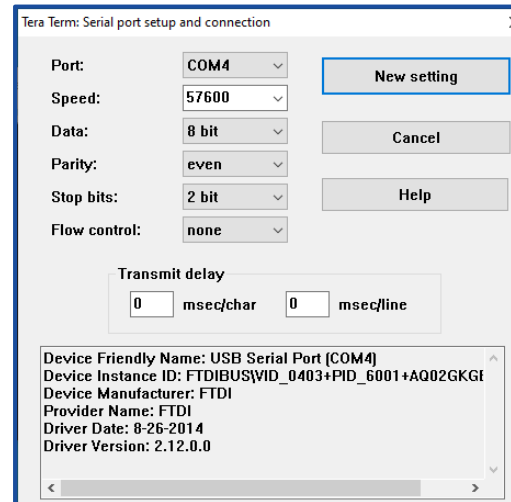 Tera Term: Serial port setup and connection
Port: COM4 New setting
Speed: 57600
Data: 8 bit Cancel
Parity: even
Stop bits: 2 bit Help
Flow control: none
Transmit delay
0 msec/char 0 msec/line
Device Friendly Name: USB Serial Port (COM4)
Device Instance ID: FTDIBUS\VID_0403+PID_6001+AQ02GKGE
Device Manufacturer: FTDI
Provider Name: FTDI
Driver Date: 8-26-2014
Driver Version: 2.12.0.0